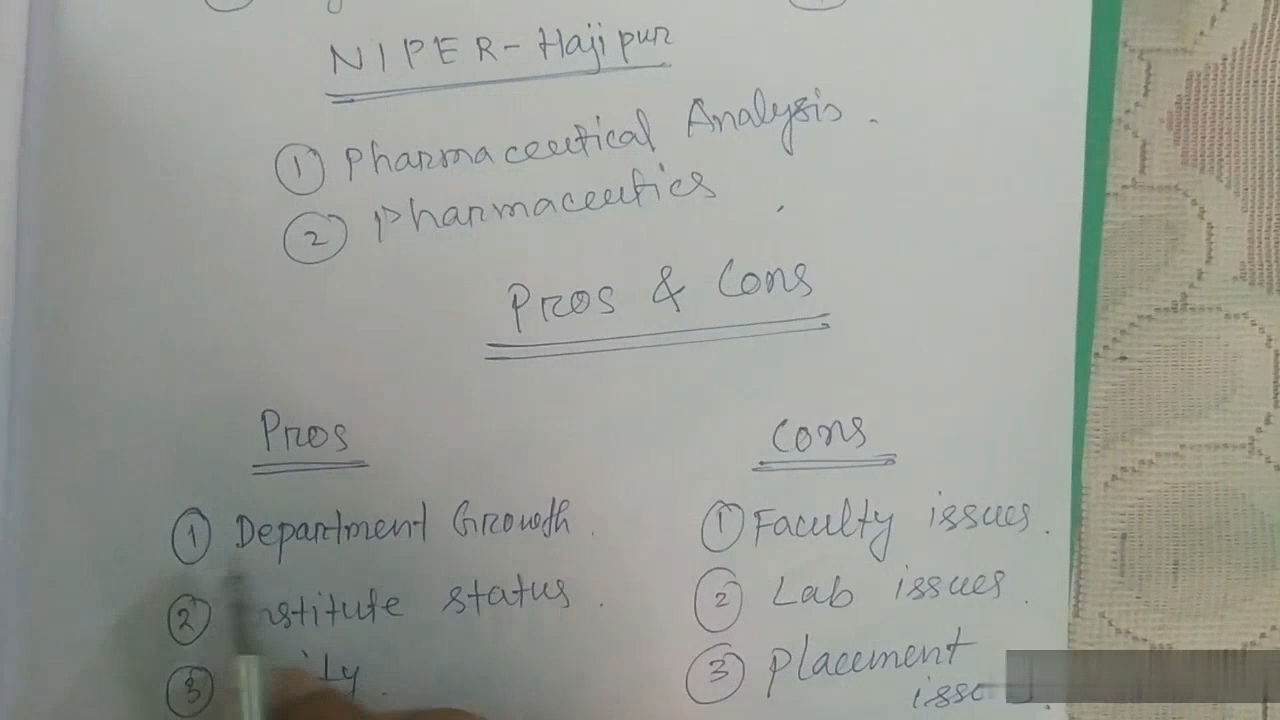 NIPER-Hajipur
① Pharmaceutical Analysis.
② Pharmaceutics
Pros & Cons
Pros
Cons
① Department Growth.
① Faculty issues.
② status.
② Lab issues.
③
③ Placement